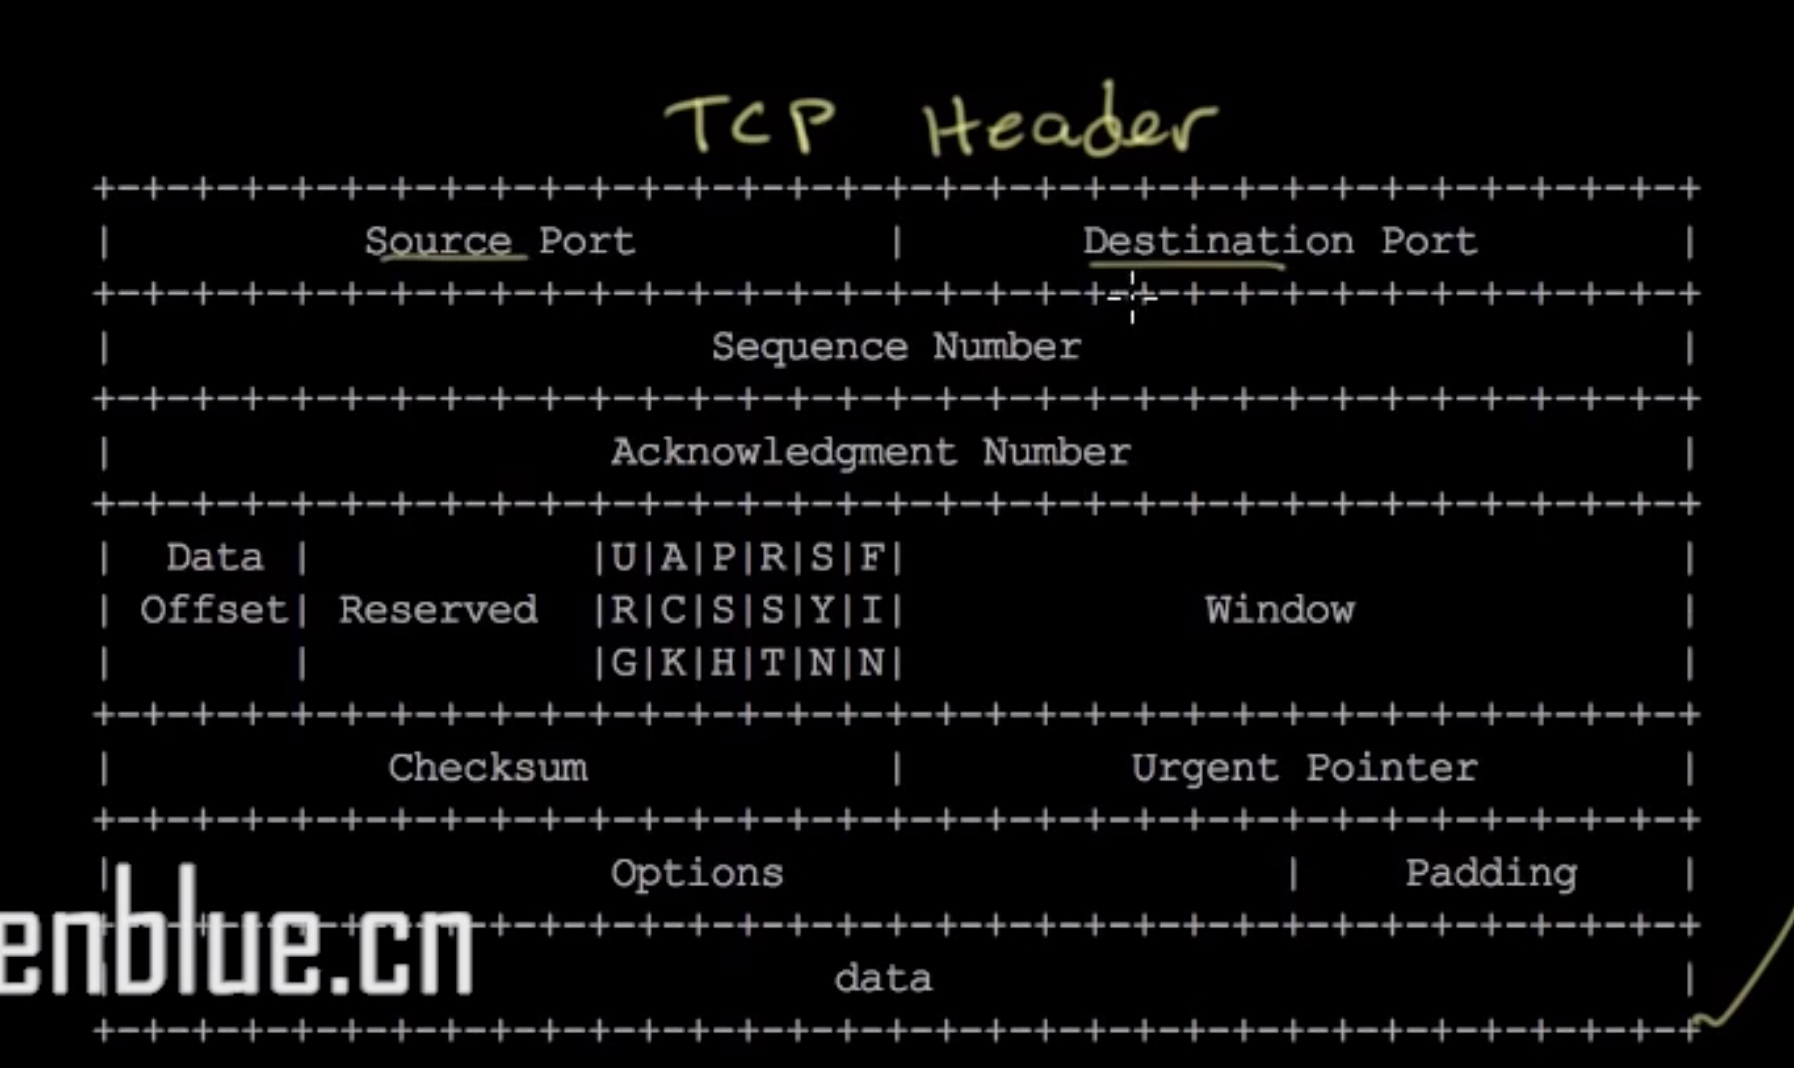 TCP Header
Source Port | Destination Port
Sequence Number
Acknowledgment Number
Data |U|A|P|R|S|F|
Offset| Reserved |R|C|S|S|Y|I| Window
|G|K|H|T|N|N|
Checksum | Urgent Pointer
Options | Padding
enblue.cn
data